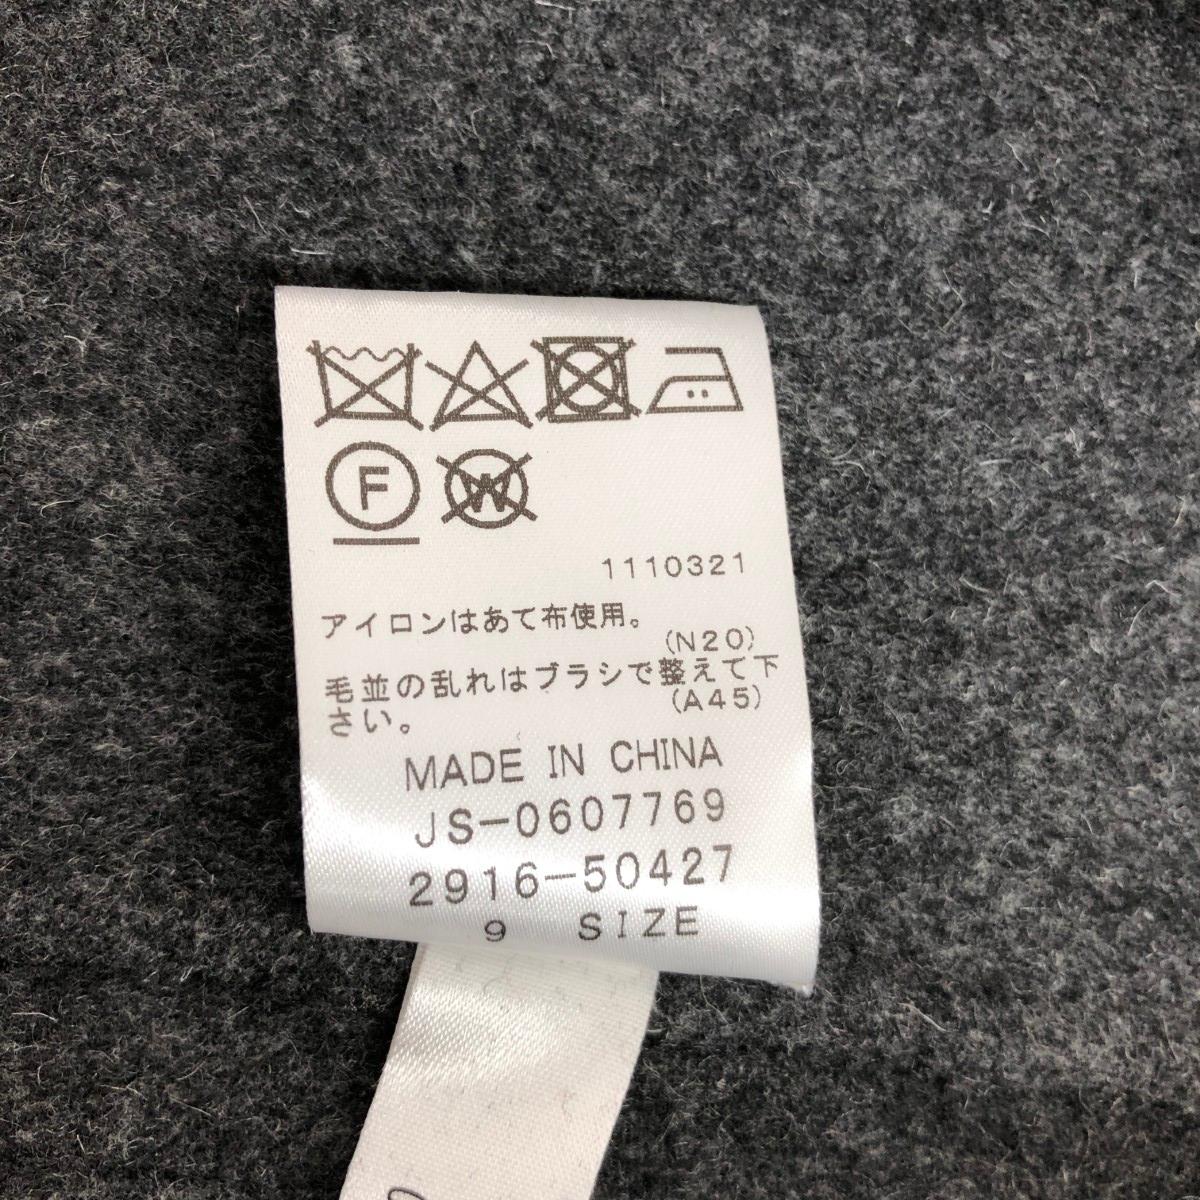 F W
1110321
アイロンはあて布使用。
(N20)
毛並の乱れはブラシで整えて下
(A45)
さい。
MADE IN CHINA
JS-0607769
2916-50427
9 SIZE